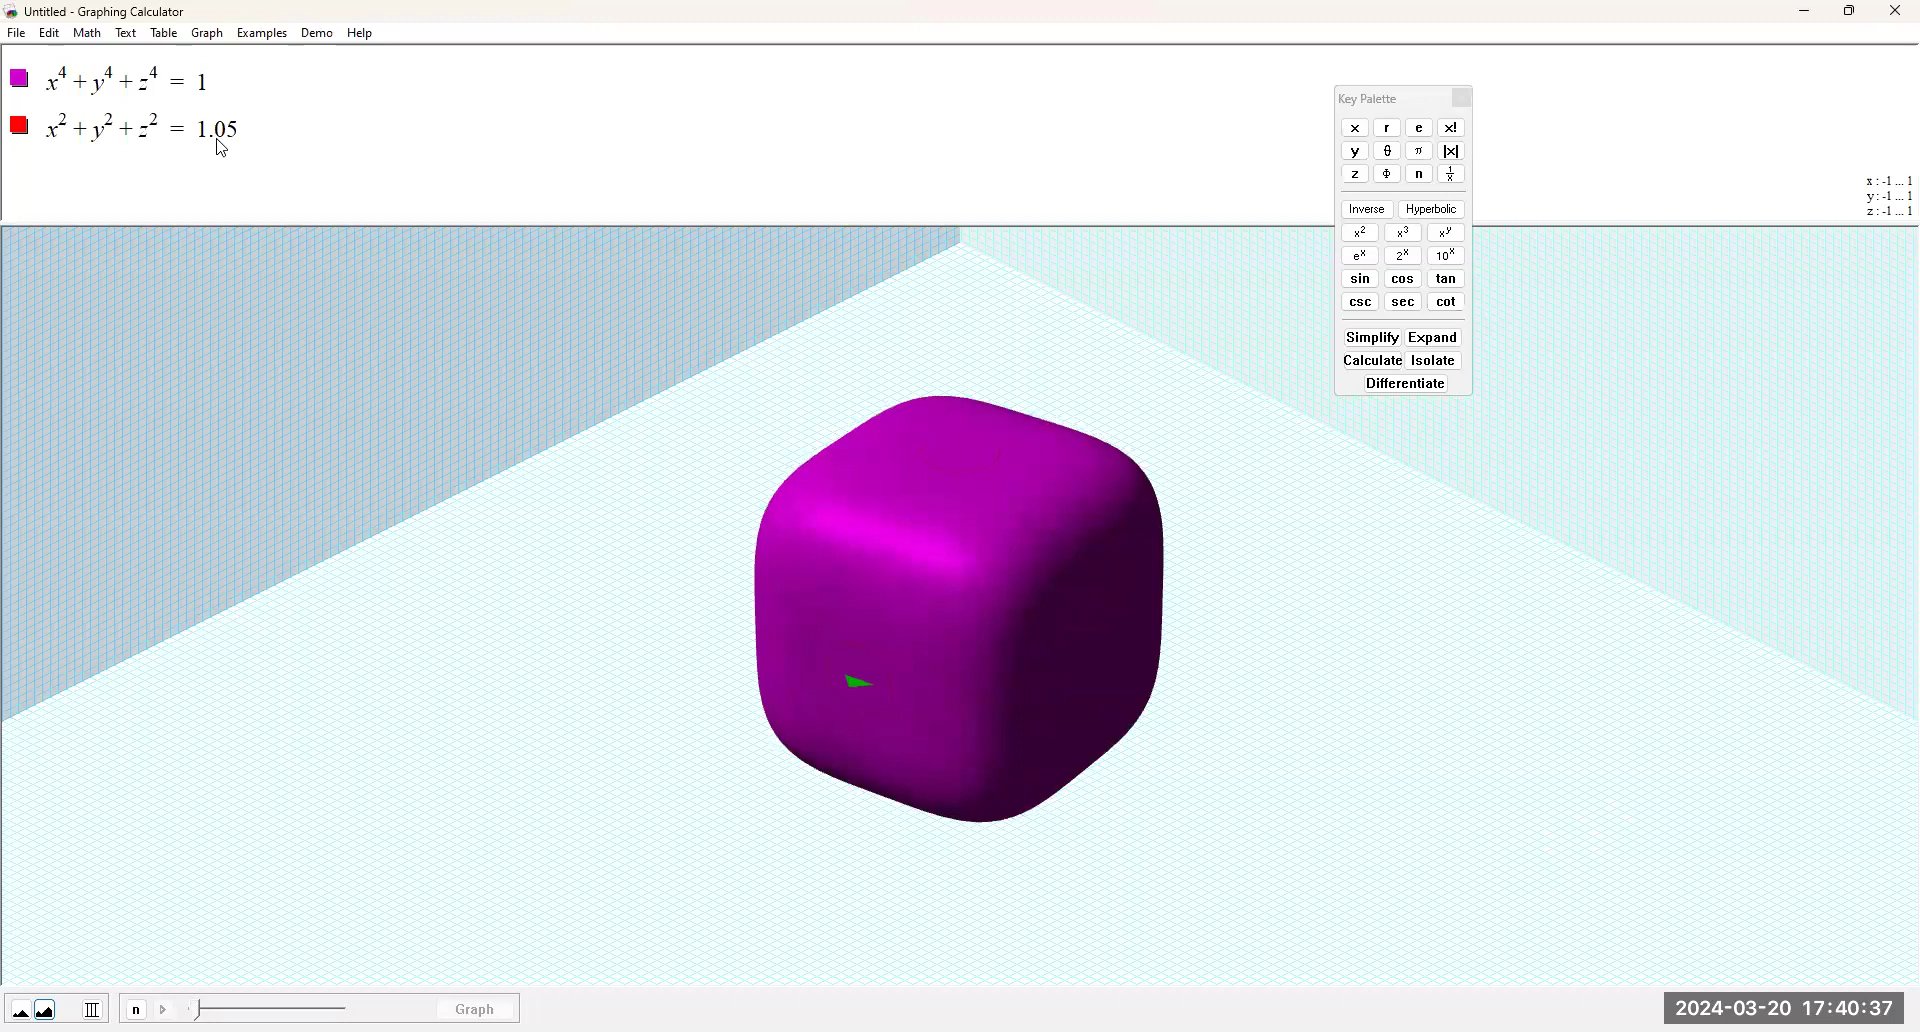 Untitled - Graphing Calculator
File Edit Math Text Table Graph Examples Demo Help
x⁴ + y⁴ + z⁴ = 1
x² + y² + z² = 1.05
Key Palette
x r e x!
y θ π |x|
z Φ n 1/x
Inverse Hyperbolic
x² x³ xʸ
eˣ 2ˣ 10ˣ
sin cos tan
csc sec cot
Simplify Expand
Calculate Isolate
Differentiate
x : -1 ... 1
y : -1 ... 1
z : -1 ... 1
n Graph
2024-03-20 17:40:37